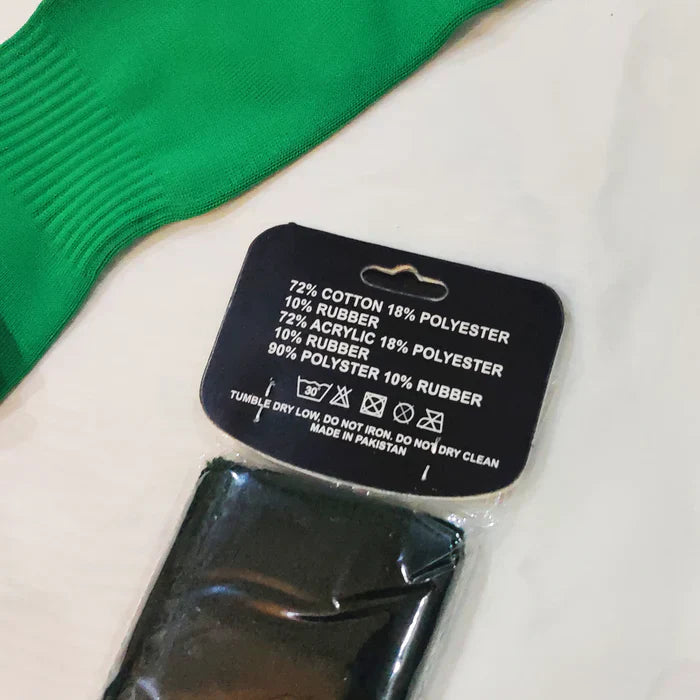 72% COTTON 18% POLYESTER
10% RUBBER
72% ACRYLIC 18% POLYESTER
10% RUBBER
90% POLYSTER 10% RUBBER
30°
TUMBLE DRY LOW, DO NOT IRON, DO NOT DRY CLEAN
MADE IN PAKISTAN